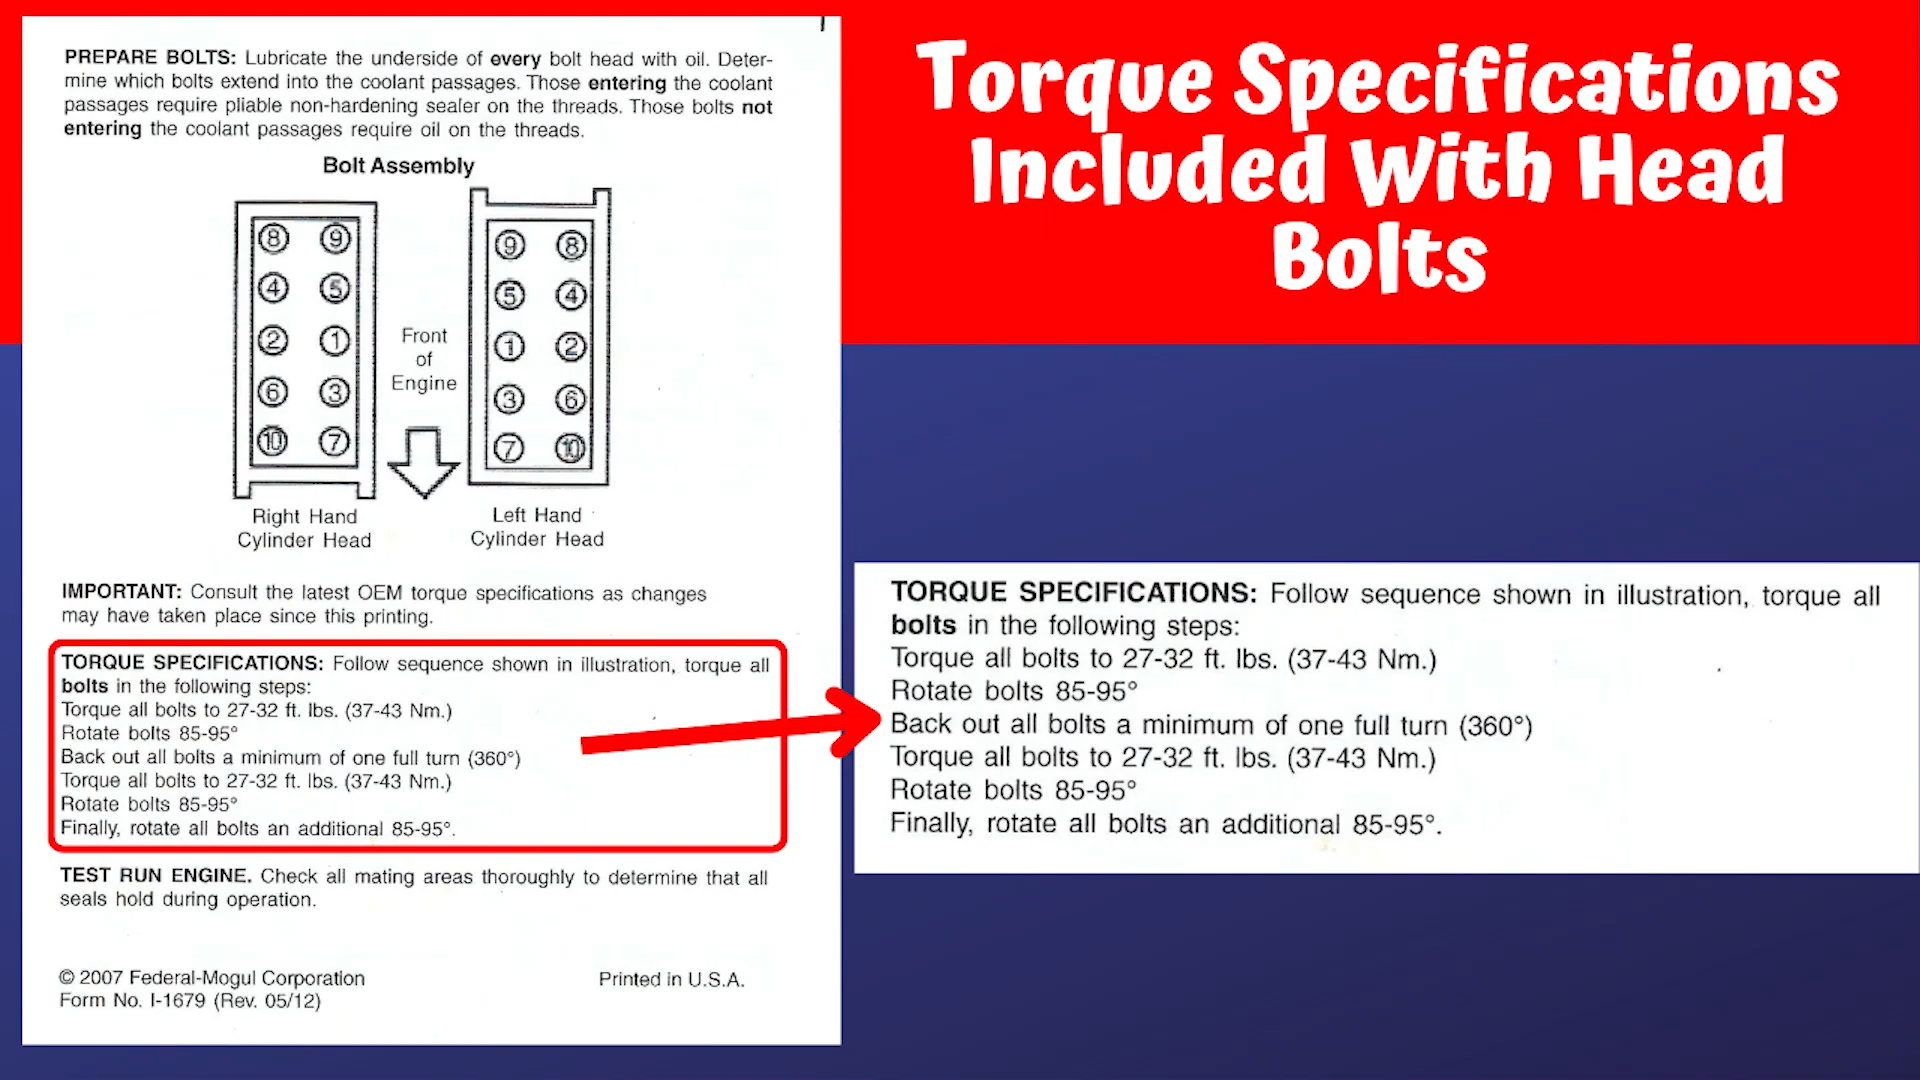 PREPARE BOLTS: Lubricate the underside of every bolt head with oil. Deter-
mine which bolts extend into the coolant passages. Those entering the coolant
passages require pliable non-hardening sealer on the threads. Those bolts not
entering the coolant passages require oil on the threads.
Bolt Assembly
8 9
4 5
2 1
6 3
10 7
Right Hand
Cylinder Head
Front
of
Engine
9 8
5 4
1 2
3 6
7 10
Left Hand
Cylinder Head
IMPORTANT: Consult the latest OEM torque specifications as changes
may have taken place since this printing.
TORQUE SPECIFICATIONS: Follow sequence shown in illustration, torque all
bolts in the following steps:
Torque all bolts to 27-32 ft. lbs. (37-43 Nm.)
Rotate bolts 85-95°
Back out all bolts a minimum of one full turn (360°)
Torque all bolts to 27-32 ft. lbs. (37-43 Nm.)
Rotate bolts 85-95°
Finally, rotate all bolts an additional 85-95°.
TEST RUN ENGINE. Check all mating areas thoroughly to determine that all
seals hold during operation.
© 2007 Federal-Mogul Corporation
Form No. I-1679 (Rev. 05/12)
Printed in U.S.A.
Torque Specifications
Included With Head
Bolts
TORQUE SPECIFICATIONS: Follow sequence shown in illustration, torque all
bolts in the following steps:
Torque all bolts to 27-32 ft. lbs. (37-43 Nm.)
Rotate bolts 85-95°
Back out all bolts a minimum of one full turn (360°)
Torque all bolts to 27-32 ft. lbs. (37-43 Nm.)
Rotate bolts 85-95°
Finally, rotate all bolts an additional 85-95°.